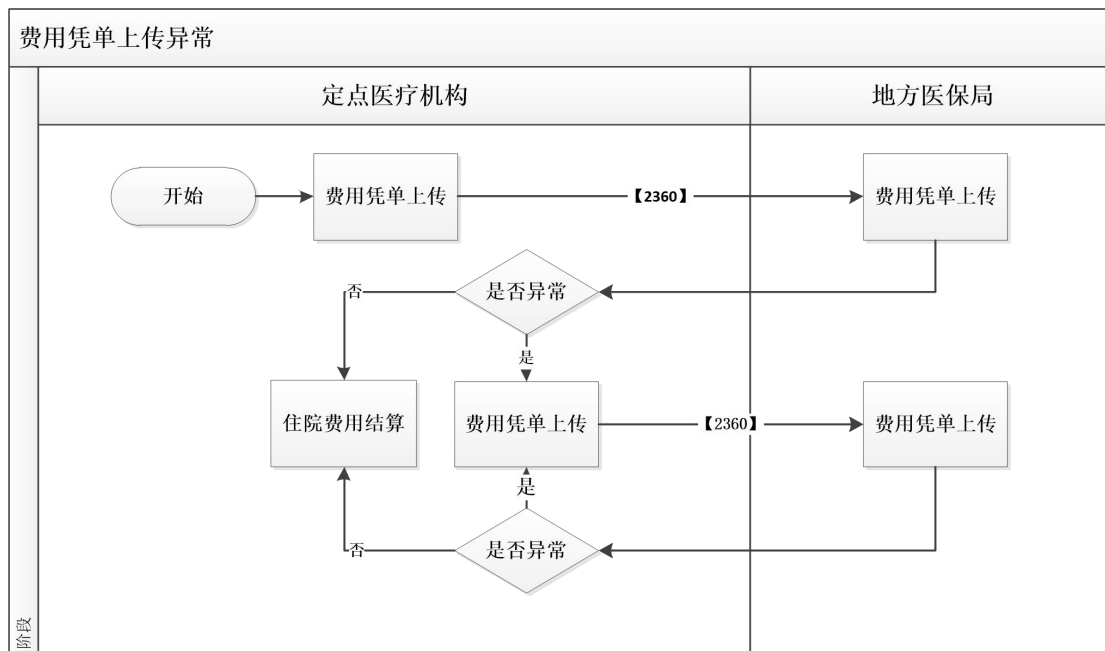 费用凭单上传异常
定点医疗机构
地方医保局
开始
费用凭单上传
【2360】
费用凭单上传
是否异常
否
是
住院费用结算
费用凭单上传
【2360】
费用凭单上传
是
是否异常
否
阶段